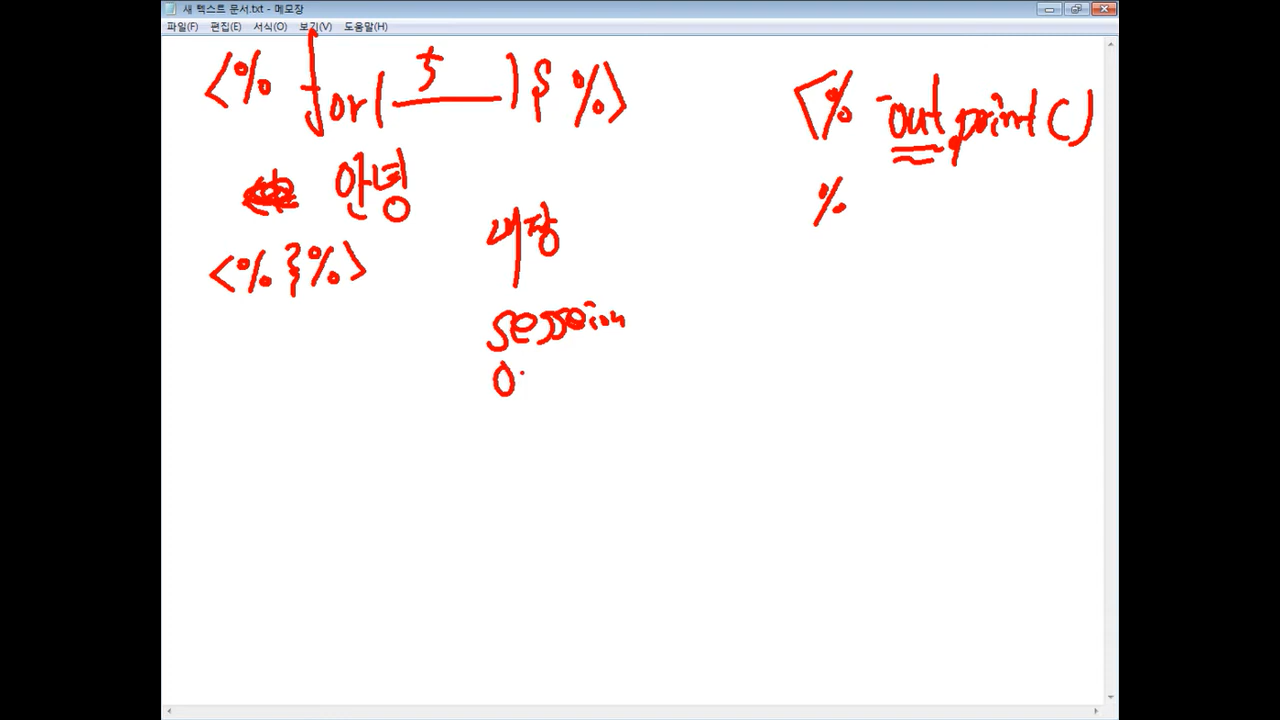 새 텍스트 문서.txt - 메모장
파일(F) 편집(E) 서식(O) 보기(V) 도움말(H)
<% for( 5 ){ %>
안녕
<% } %>
내장
session
0
<% out.print()
%